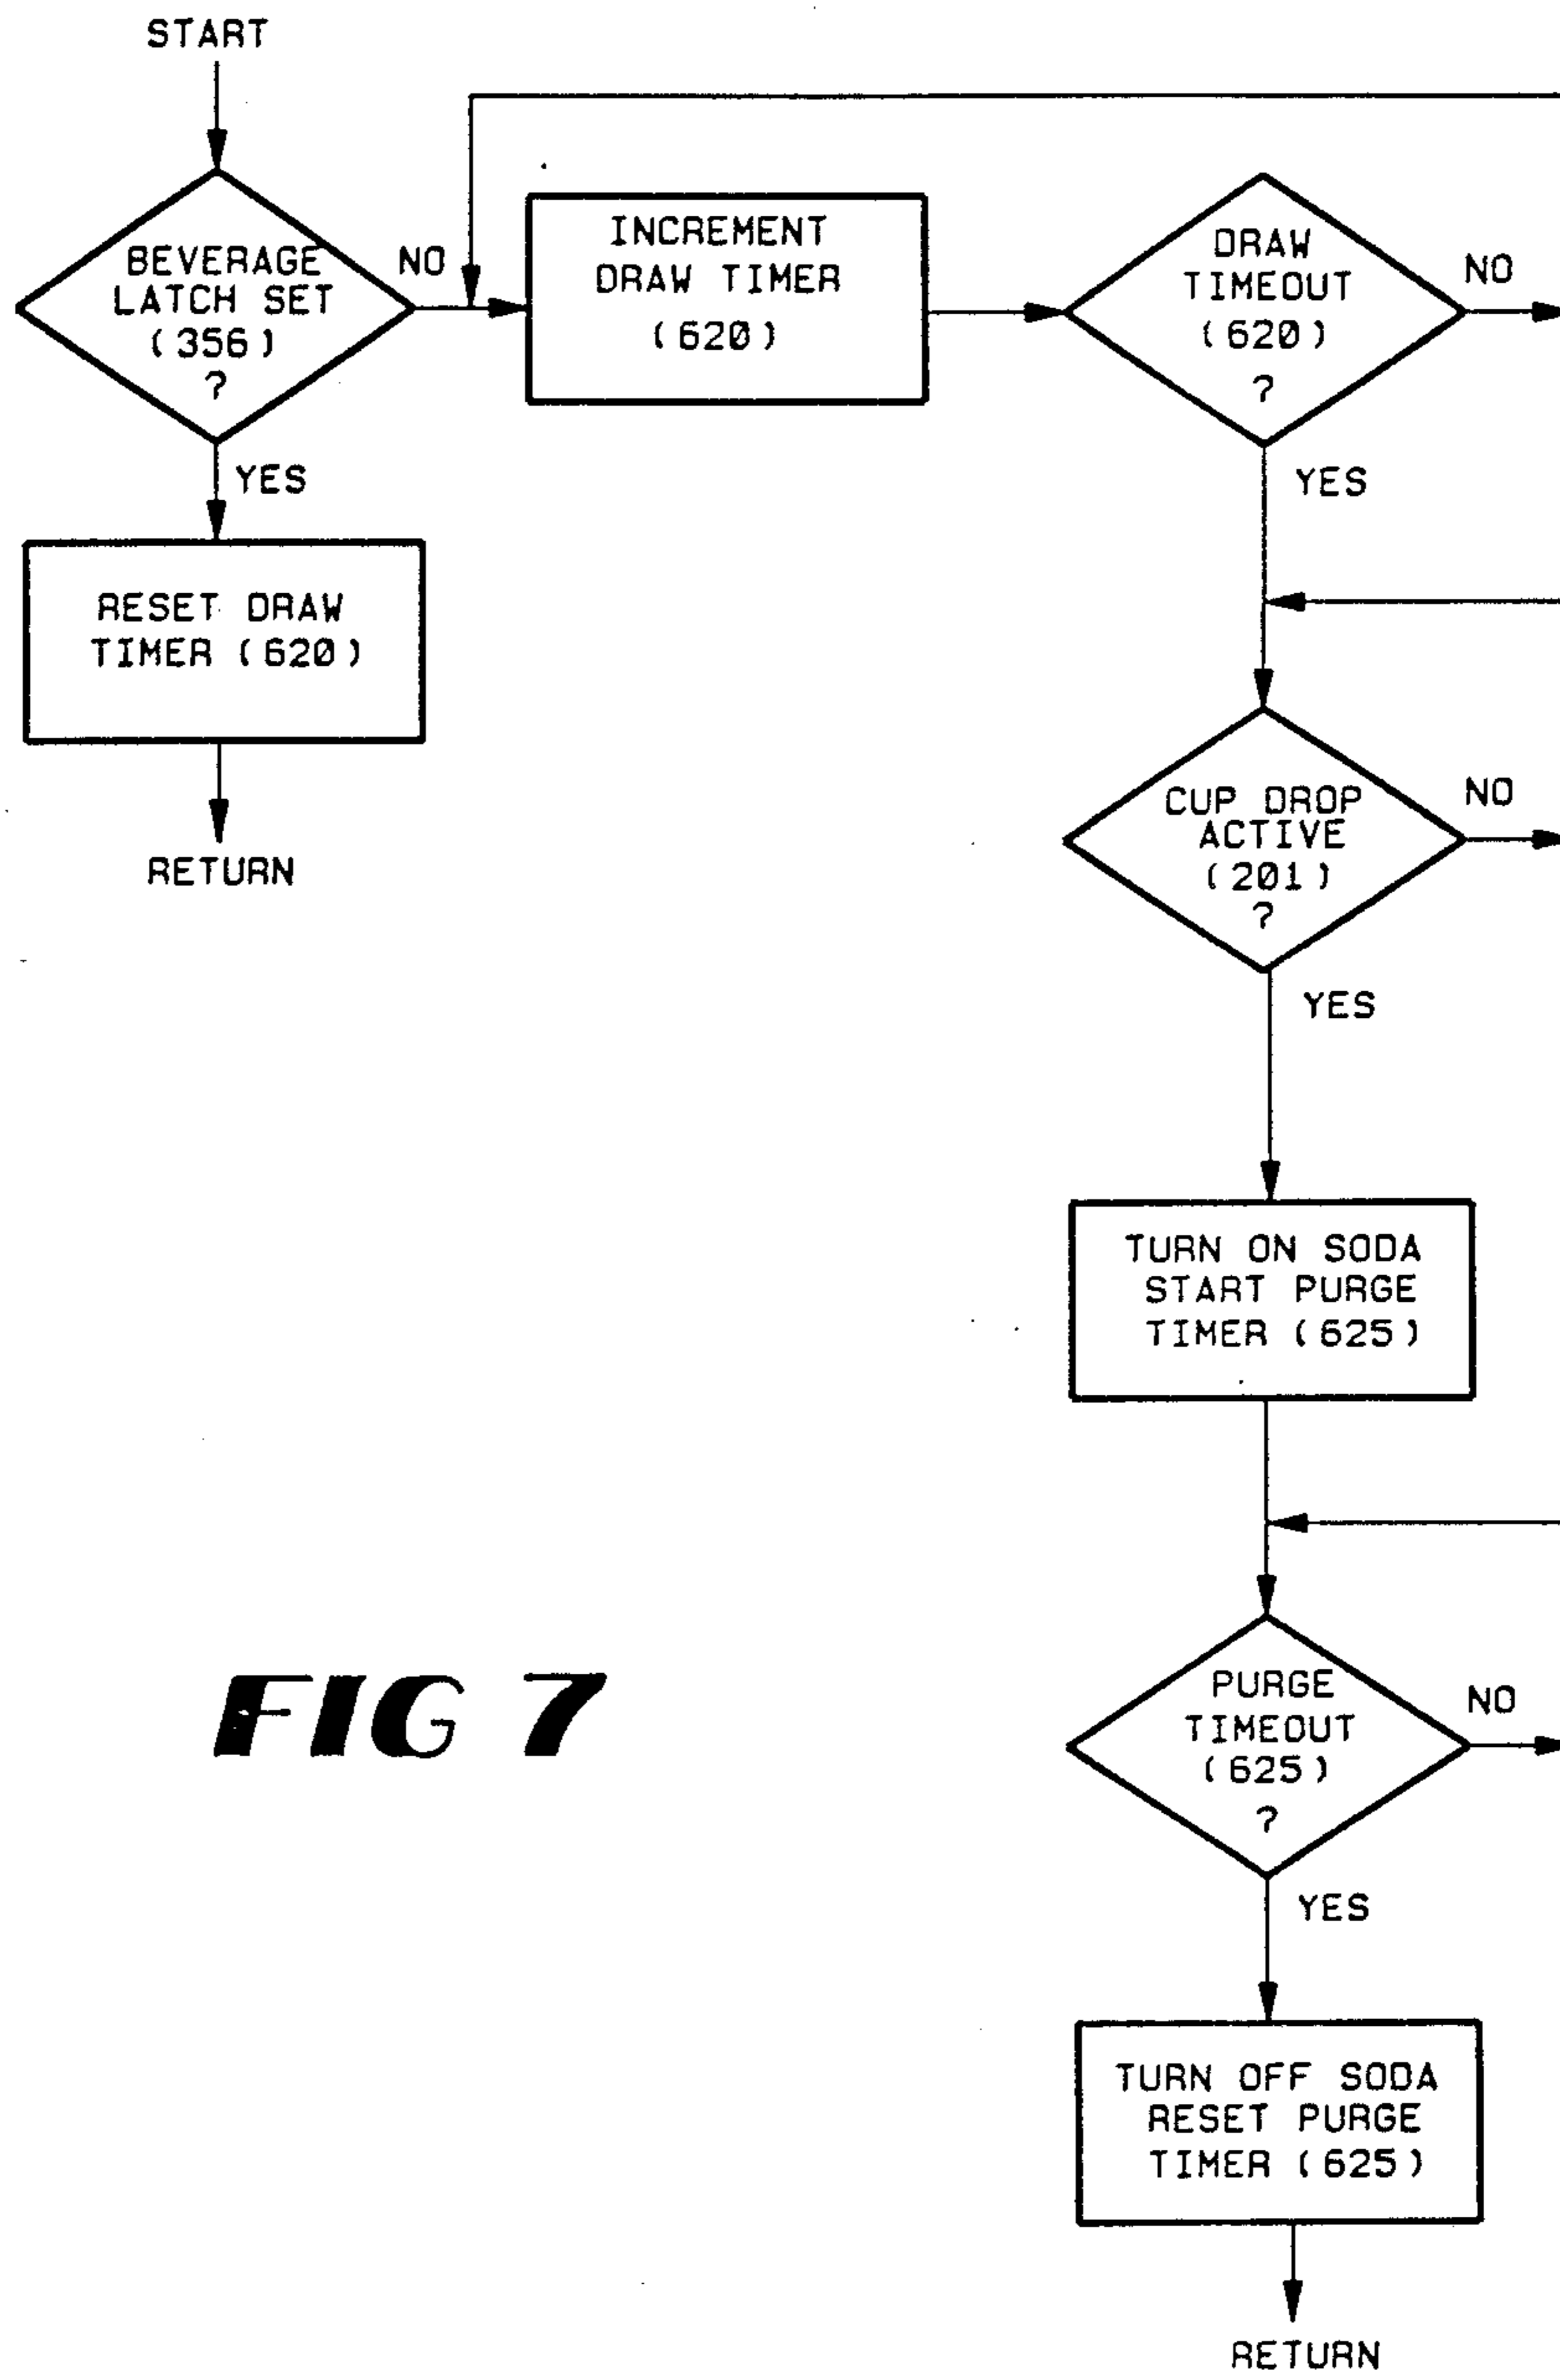 START
BEVERAGE
LATCH SET
(356)
?
NO
YES
RESET DRAW
TIMER (620)
RETURN
INCREMENT
DRAW TIMER
(620)
DRAW
TIMEOUT
(620)
?
NO
YES
CUP DROP
ACTIVE
(201)
?
NO
YES
TURN ON SODA
START PURGE
TIMER (625)
PURGE
TIMEOUT
(625)
?
NO
YES
TURN OFF SODA
RESET PURGE
TIMER (625)
RETURN
FIG 7